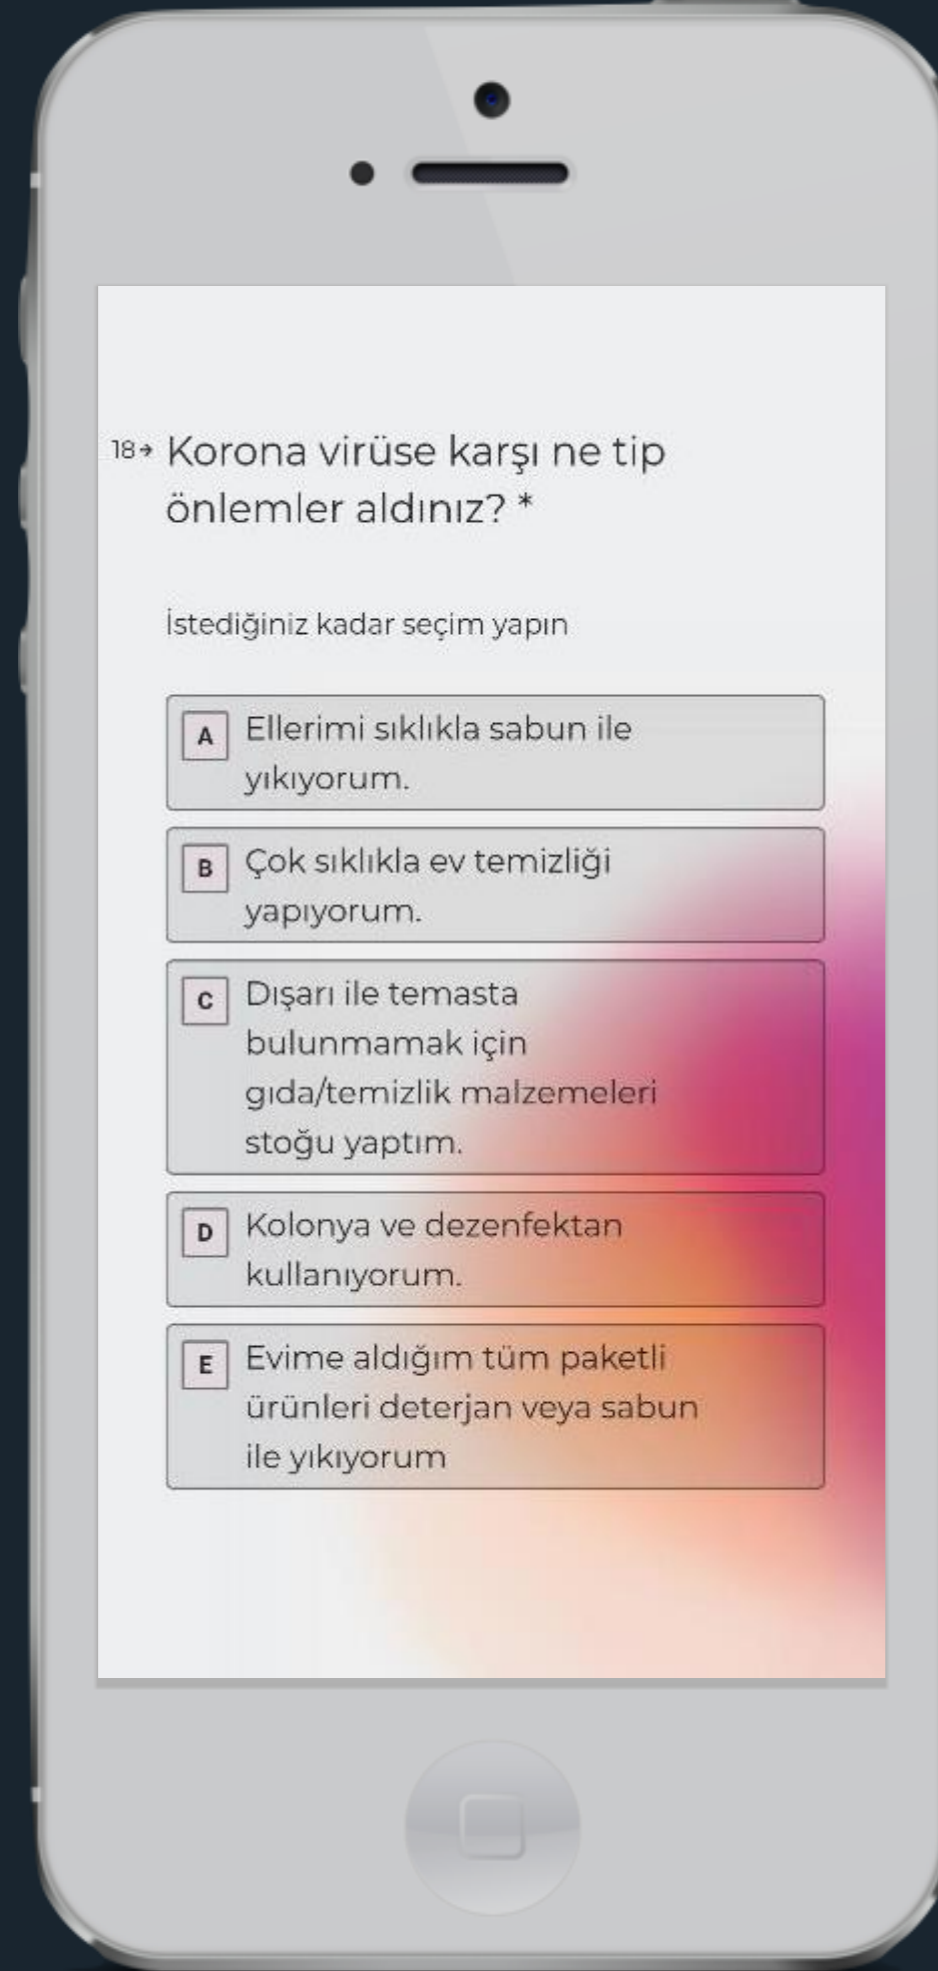 18→ Korona virüse karşı ne tip
önlemler aldınız? *
İstediğiniz kadar seçim yapın
A Ellerimi sıklıkla sabun ile
yıkıyorum.
B Çok sıklıkla ev temizliği
yapıyorum.
C Dışarı ile temasta
bulunmamak için
gıda/temizlik malzemeleri
stoğu yaptım.
D Kolonya ve dezenfektan
kullanıyorum.
E Evime aldığım tüm paketli
ürünleri deterjan veya sabun
ile yıkıyorum